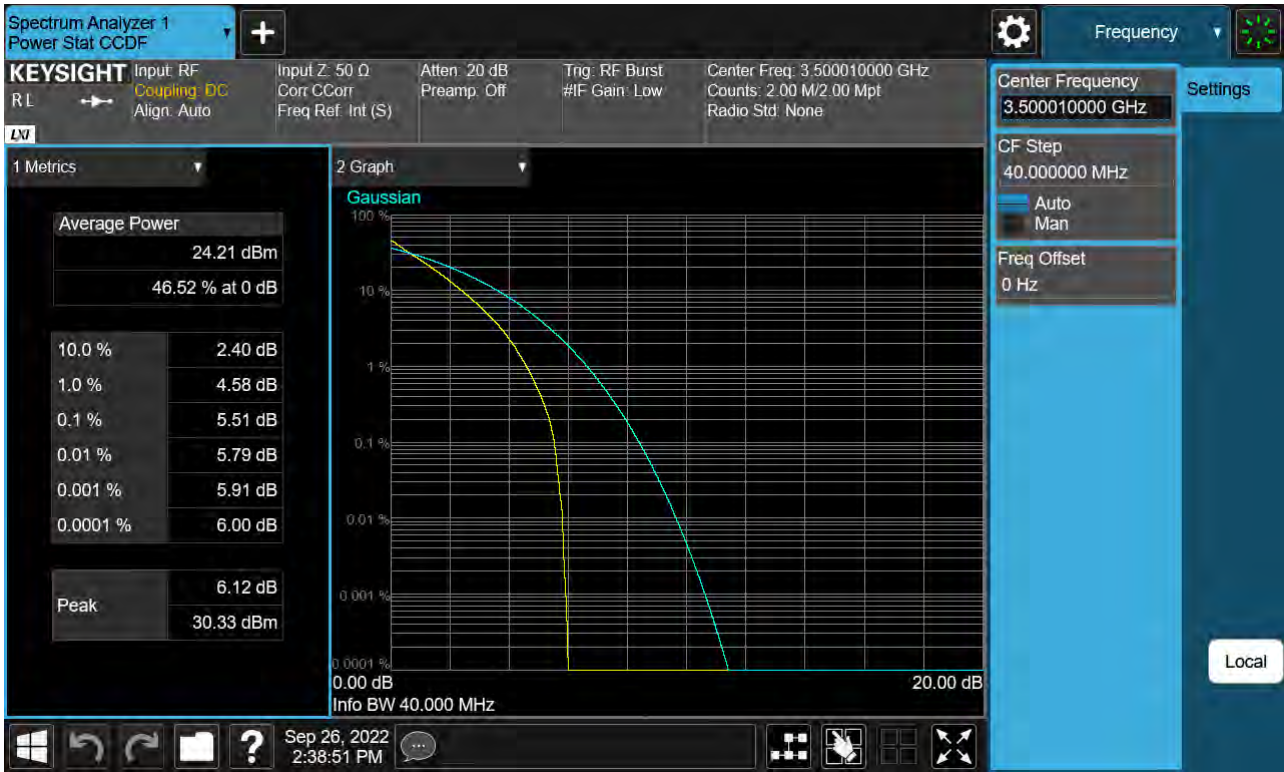 Spectrum Analyzer 1
Power Stat CCDF
Frequency
KEYSIGHT
RL
LXI
Input: RF
Coupling: DC
Align: Auto
Input Z: 50 Ω
Corr CCorr
Freq Ref: Int (S)
Atten: 20 dB
Preamp: Off
Trig: RF Burst
#IF Gain: Low
Center Freq: 3.500010000 GHz
Counts: 2.00 M/2.00 Mpt
Radio Std: None
Center Frequency
3.500010000 GHz
Settings
CF Step
40.000000 MHz
Auto
Man
Freq Offset
0 Hz
1 Metrics
Average Power
24.21 dBm
46.52 % at 0 dB
10.0 % 2.40 dB
1.0 % 4.58 dB
0.1 % 5.51 dB
0.01 % 5.79 dB
0.001 % 5.91 dB
0.0001 % 6.00 dB
Peak
6.12 dB
30.33 dBm
2 Graph
Gaussian
100 %
10 %
1 %
0.1 %
0.01 %
0.001 %
0.0001 %
0.00 dB 20.00 dB
Info BW 40.000 MHz
Local
?
Sep 26, 2022
2:38:51 PM